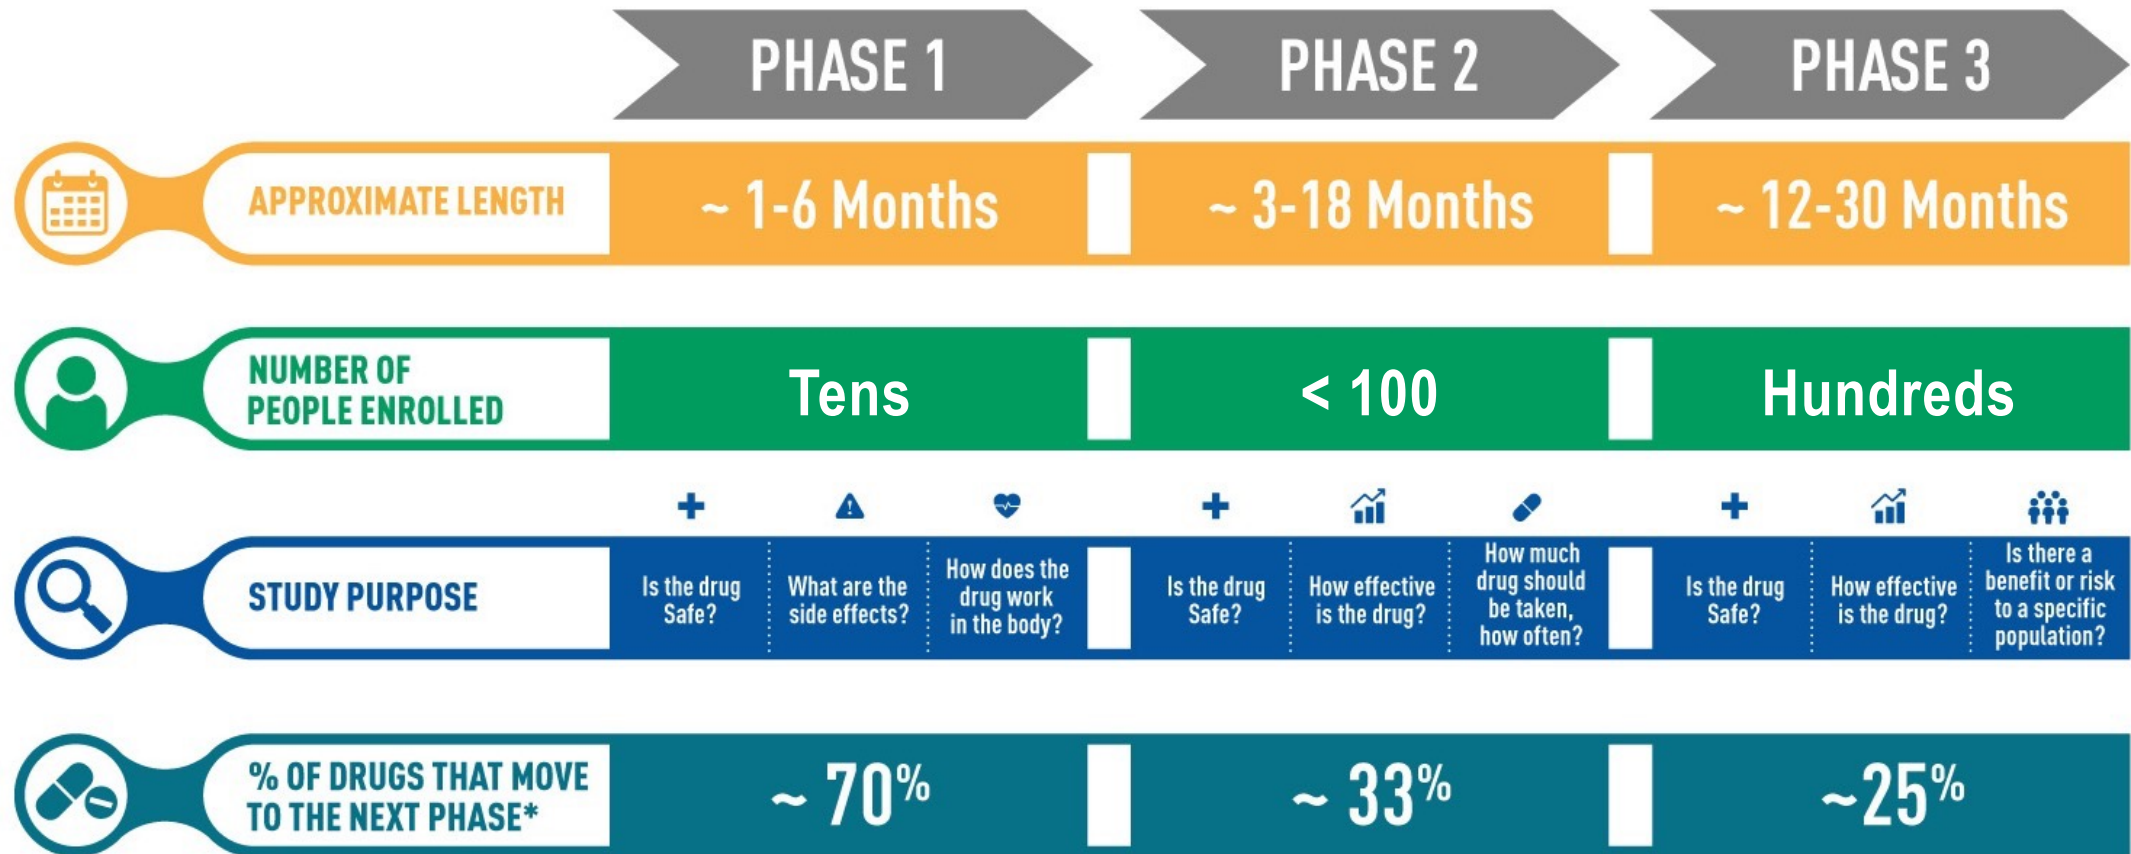 PHASE 1
PHASE 2
PHASE 3
APPROXIMATE LENGTH
~ 1-6 Months
~ 3-18 Months
~ 12-30 Months
NUMBER OF
PEOPLE ENROLLED
Tens
< 100
Hundreds
STUDY PURPOSE
Is the drug
Safe?
What are the
side effects?
How does the
drug work
in the body?
Is the drug
Safe?
How effective
is the drug?
How much
drug should
be taken,
how often?
Is the drug
Safe?
How effective
is the drug?
Is there a
benefit or risk
to a specific
population?
% OF DRUGS THAT MOVE
TO THE NEXT PHASE*
~ 70%
~ 33%
~25%